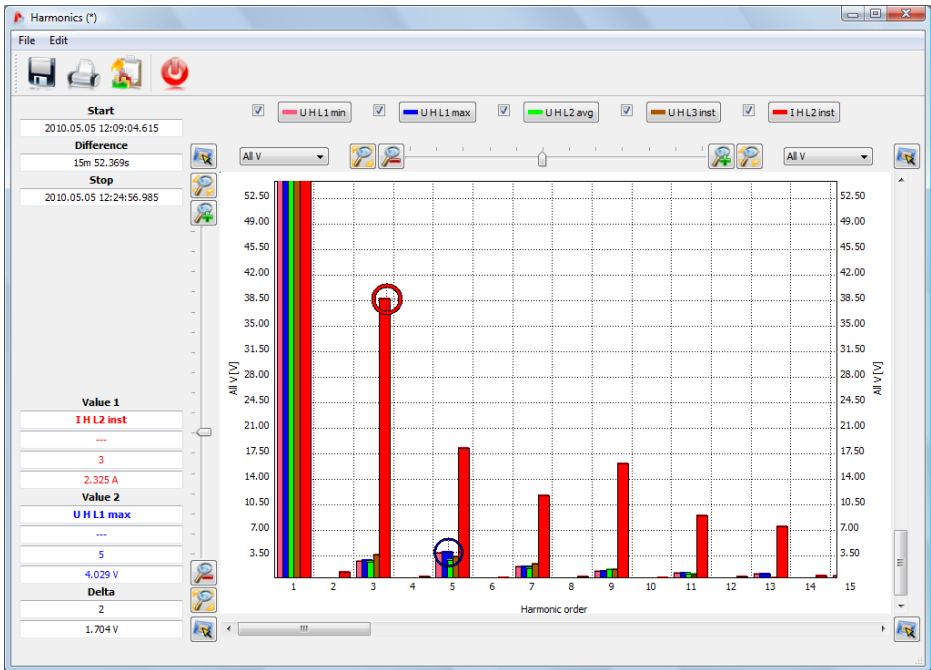 Harmonics (*)
File Edit
Start
2010.05.05 12:09:04.615
Difference
15m 52.369s
Stop
2010.05.05 12:24:56.985
U H L1 min
U H L1 max
U H L2 avg
U H L3 inst
I H L2 inst
All V
All V
52.50
49.00
45.50
42.00
38.50
35.00
31.50
28.00
24.50
21.00
17.50
14.00
10.50
7.00
3.50
All V [V]
52.50
49.00
45.50
42.00
38.50
35.00
31.50
28.00
24.50
21.00
17.50
14.00
10.50
7.00
3.50
All V [V]
1 2 3 4 5 6 7 8 9 10 11 12 13 14 15
Harmonic order
Value 1
I H L2 inst
---
3
2.325 A
Value 2
U H L1 max
---
5
4.029 V
Delta
2
1.704 V